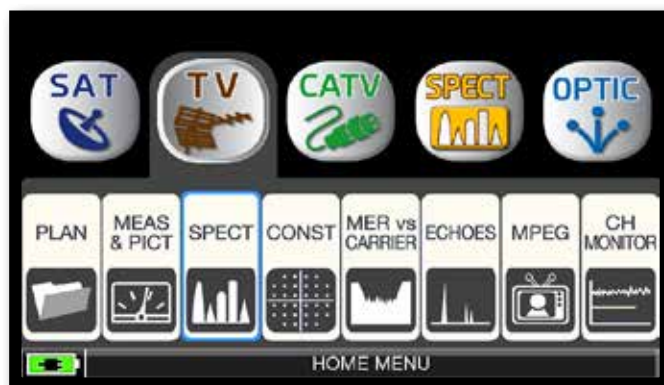 SAT
TV
CATV
SPECT
OPTIC
PLAN
MEAS
& PICT
SPECT
CONST
MER vs
CARRIER
ECHOES
MPEG
CH
MONITOR
HOME MENU